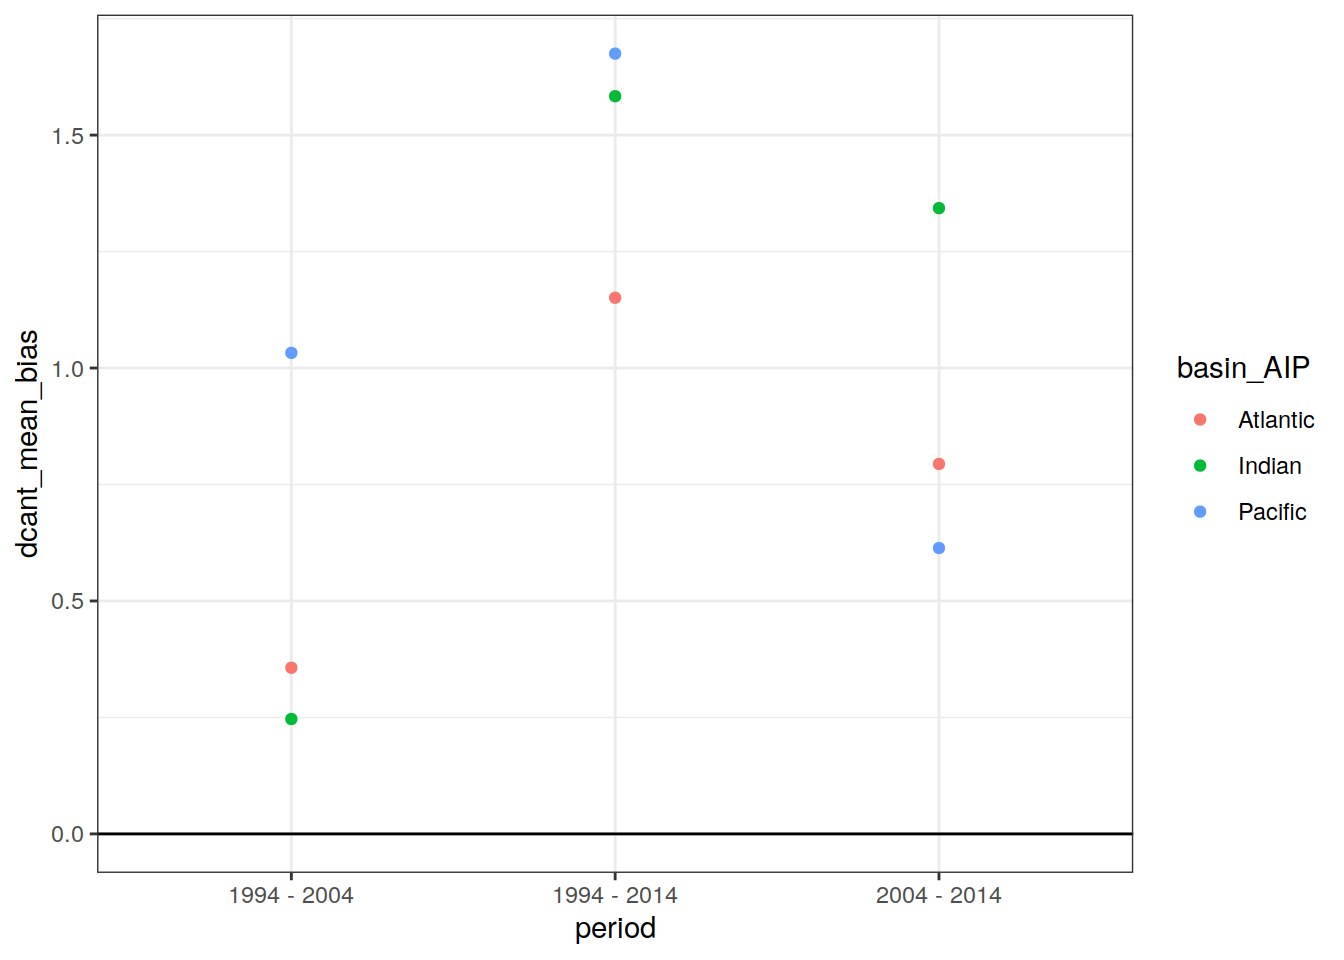 dcant_mean_bias
1.5
1.0
0.5
0.0
1994 - 2004
1994 - 2014
2004 - 2014
period
basin_AIP
Atlantic
Indian
Pacific